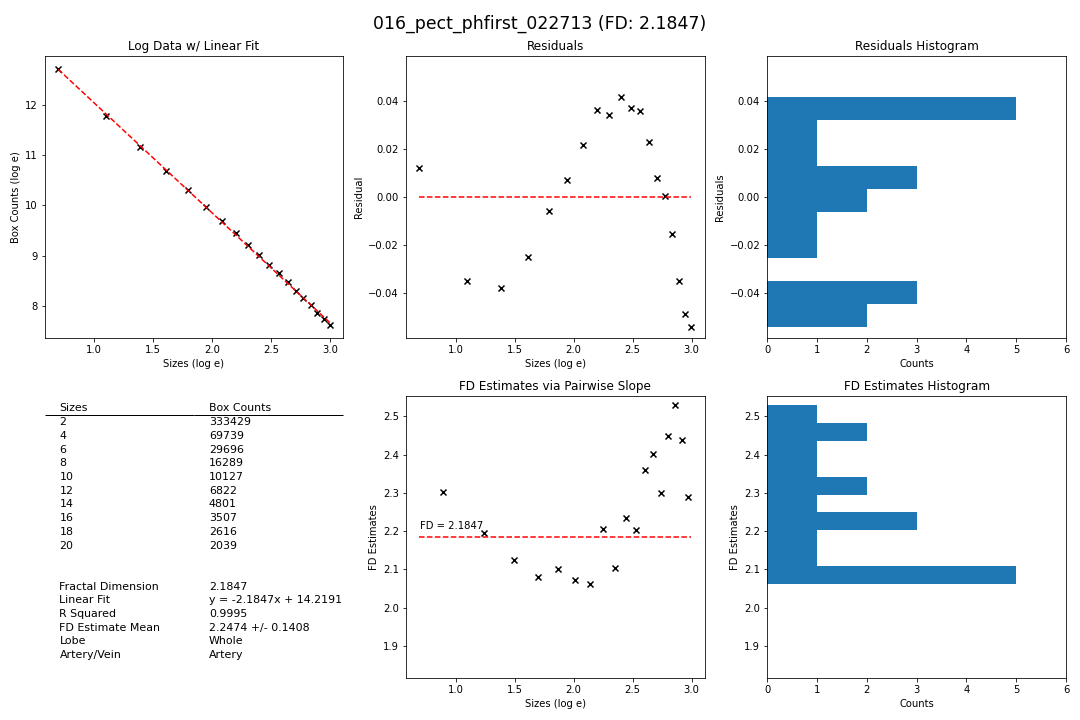 016_pect_phfirst_022713 (FD: 2.1847)
Log Data w/ Linear Fit
Box Counts (log e)
12
11
10
9
8
1.0 1.5 2.0 2.5 3.0
Sizes (log e)
Residuals
Residual
0.04
0.02
0.00
−0.02
−0.04
1.0 1.5 2.0 2.5 3.0
Sizes (log e)
Residuals Histogram
Residuals
0.04
0.02
0.00
−0.02
−0.04
0 1 2 3 4 5 6
Counts
Sizes Box Counts
2 333429
4 69739
6 29696
8 16289
10 10127
12 6822
14 4801
16 3507
18 2616
20 2039
Fractal Dimension 2.1847
Linear Fit y = -2.1847x + 14.2191
R Squared 0.9995
FD Estimate Mean 2.2474 +/- 0.1408
Lobe Whole
Artery/Vein Artery
FD Estimates via Pairwise Slope
FD Estimates
2.5
2.4
2.3
2.2
2.1
2.0
1.9
FD = 2.1847
1.0 1.5 2.0 2.5 3.0
Sizes (log e)
FD Estimates Histogram
FD Estimates
2.5
2.4
2.3
2.2
2.1
2.0
1.9
0 1 2 3 4 5 6
Counts